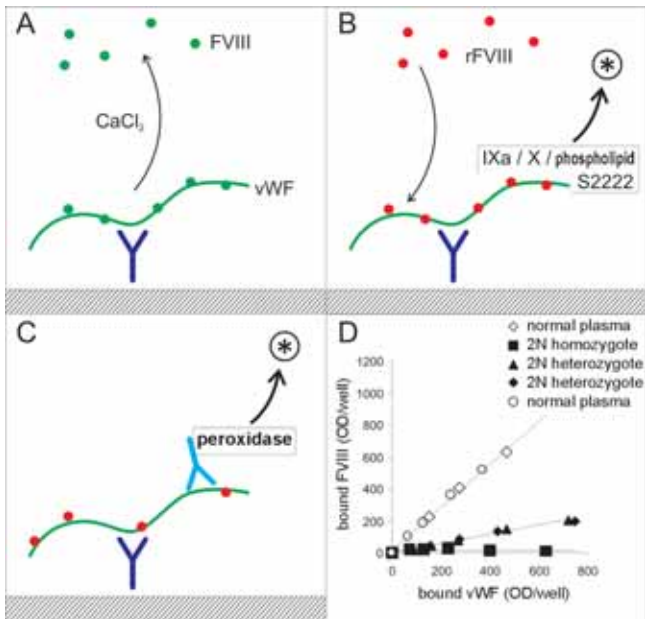 A
FVIII
CaCl₂
vWF
B
rFVIII
*
IXa / X / phospholipid
S2222
C
*
peroxidase
D
◇ normal plasma
■ 2N homozygote
▲ 2N heterozygote
◆ 2N heterozygote
○ normal plasma
bound FVIII (OD/well)
1200
1000
800
600
400
200
0
0 200 400 600 800
bound vWF (OD/well)